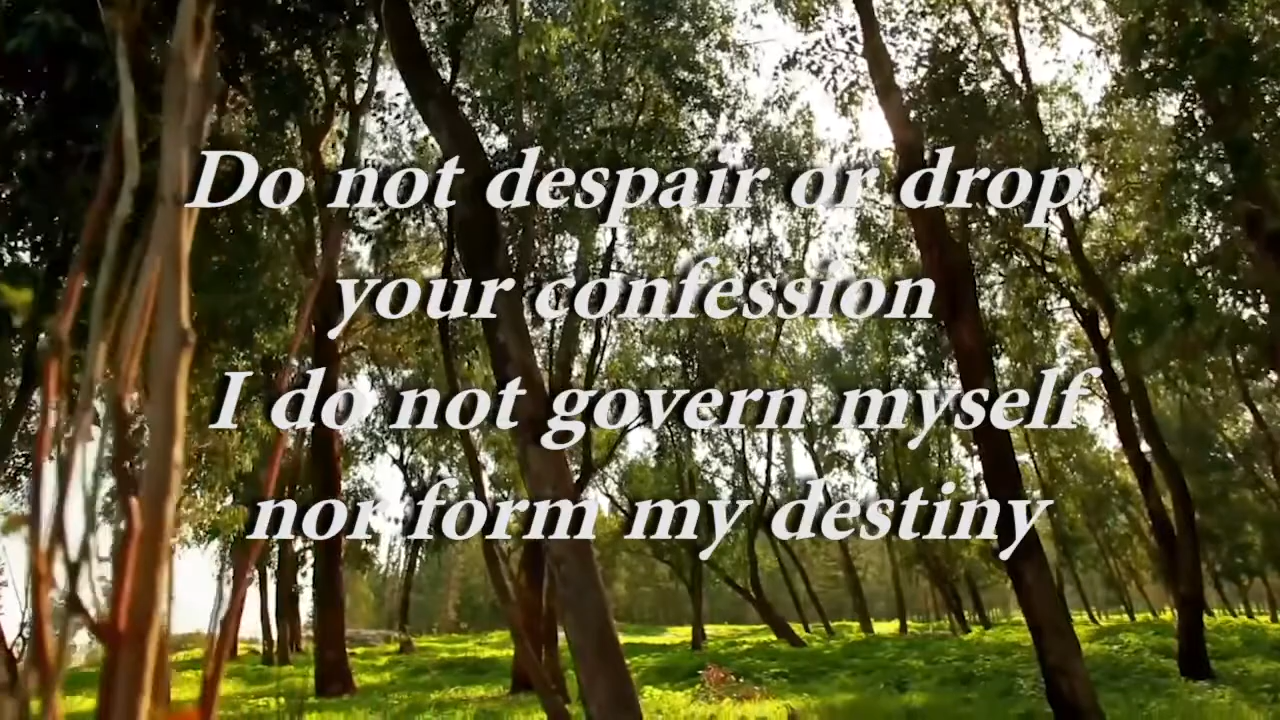 Do not despair or drop
your confession
I do not govern myself
nor form my destiny